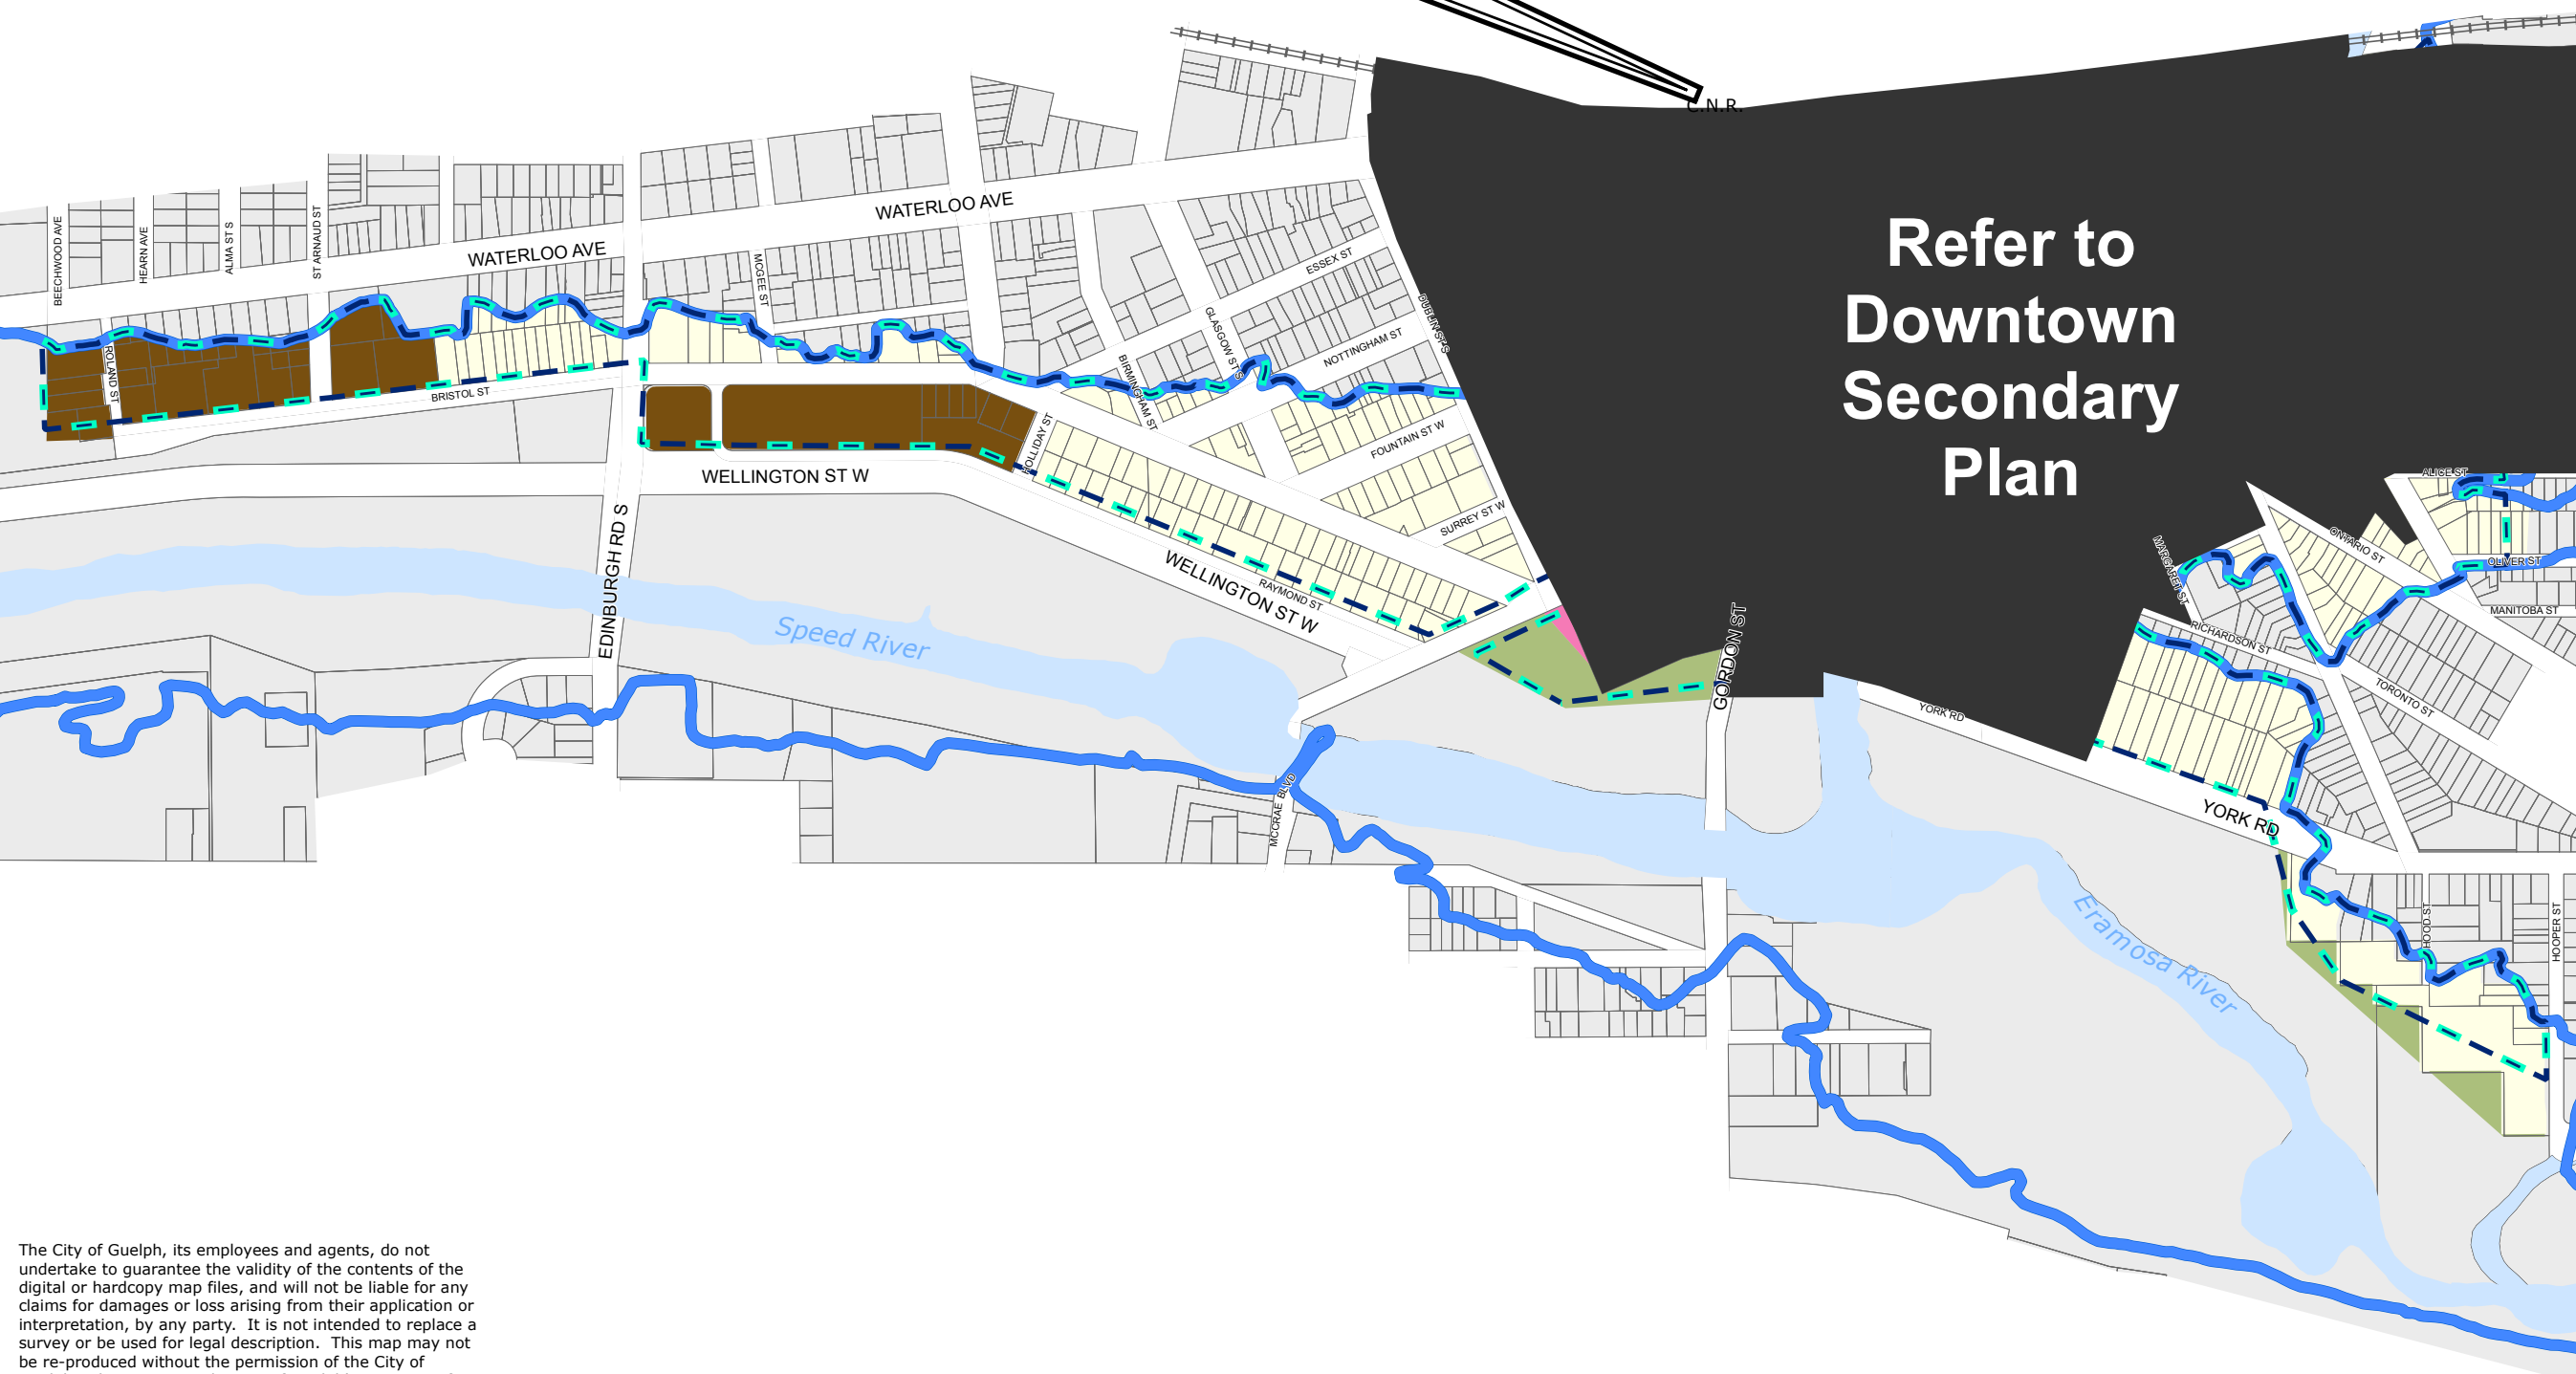 C.N.R.
Refer to
Downtown
Secondary
Plan
WATERLOO AVE
WATERLOO AVE
BEECHWOOD AVE
HEARN AVE
ALMA ST S
ST ARNAUD ST
MCGEE ST
ESSEX ST
GLASGOW ST S
DUBLIN ST S
NOTTINGHAM ST
BIRMINGHAM ST
ROLAND ST
BRISTOL ST
HOLLIDAY ST
FOUNTAIN ST W
SURREY ST W
WELLINGTON ST W
EDINBURGH RD S
WELLINGTON ST W
RAYMOND ST
Speed River
GORDON ST
MCCRAE BLVD
ALICE ST
ONTARIO ST
OLIVER ST
MARGARET ST
MANITOBA ST
RICHARDSON ST
TORONTO ST
YORK RD
YORK RD
HOOD ST
HOOPER ST
Eramosa River
The City of Guelph, its employees and agents, do not
undertake to guarantee the validity of the contents of the
digital or hardcopy map files, and will not be liable for any
claims for damages or loss arising from their application or
interpretation, by any party.  It is not intended to replace a
survey or be used for legal description.  This map may not
be re-produced without the permission of the City of